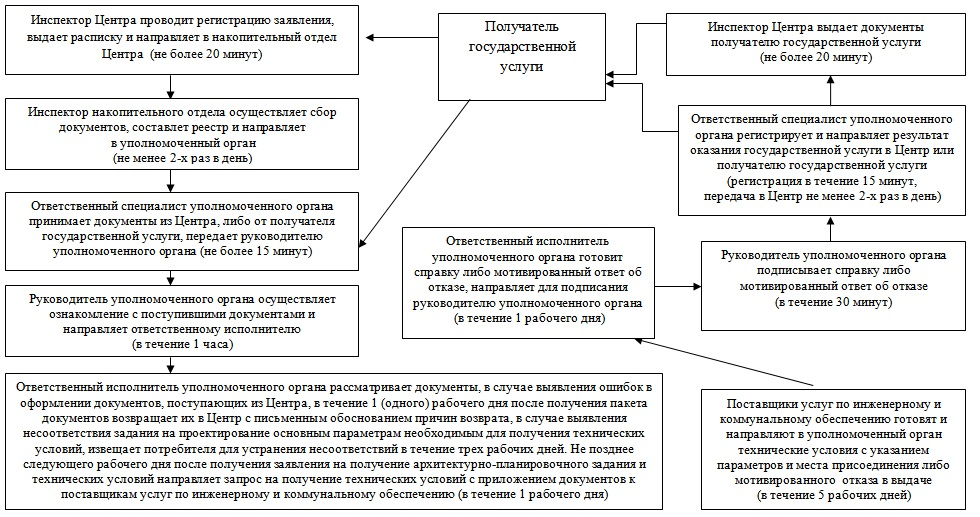 Инспектор Центра проводит регистрацию заявления,
выдает расписку и направляет в накопительный отдел
Центра (не более 20 минут)
Получатель
государственной
услуги
Инспектор Центра выдает документы
получателю государственной услуги
(не более 20 минут)
Инспектор накопительного отдела осуществляет сбор
документов, составлет реестр и направляет
в уполномоченный орган
(не менее 2-х раз в день)
Ответственный специалист уполномоченного
органа регистрирует и направляет результат
оказания государственной услуги в Центр или
получателю государственной услуги
(регистрация в течение 15 минут,
передача в Центр не менее 2-х раз в день)
Ответственный специалист уполномоченного органа
принимает документы из Центра, либо от получателя
государственной услуги, передает руководителю
уполномоченного органа (не более 15 минут)
Ответственный исполнитель
уполномоченного органа готовит
справку либо мотивированный ответ об
отказе, направляет для подписания
руководителю уполномоченного органа
(в течение 1 рабочего дня)
Руководитель уполномоченного органа
подписывает справку либо
мотивированный ответ об отказе
(в течение 30 минут)
Руководитель уполномоченного органа осуществляет
ознакомление с поступившими документами и
направляет ответственному исполнителю
(в течение 1 часа)
Ответственный исполнитель уполномоченного органа рассматривает документы, в случае выявления ошибок в
оформлении документов, поступающих из Центра, в течение 1 (одного) рабочего дня после получения пакета
документов возвращает их в Центр с письменным обоснованием причин возврата, в случае выявления
несоответствия задания на проектирование основным параметрам необходимым для получения технических
условий, извещает потребителя для устранения несоответствий в течение трех рабочих дней. Не позднее
следующего рабочего дня после получения заявления на получение архитектурно-планировочного задания и
технических условий направляет запрос на получение технических условий с приложением документов к
поставщикам услуг по инженерному и коммунальному обеспечению (в течение 1 рабочего дня)
Поставщики услуг по инженерному и
коммунальному обеспечению готовят и
направляют в уполномоченный орган
технические условия с указанием
параметров и места присоединения либо
мотивированного отказа в выдаче
(в течение 5 рабочих дней)